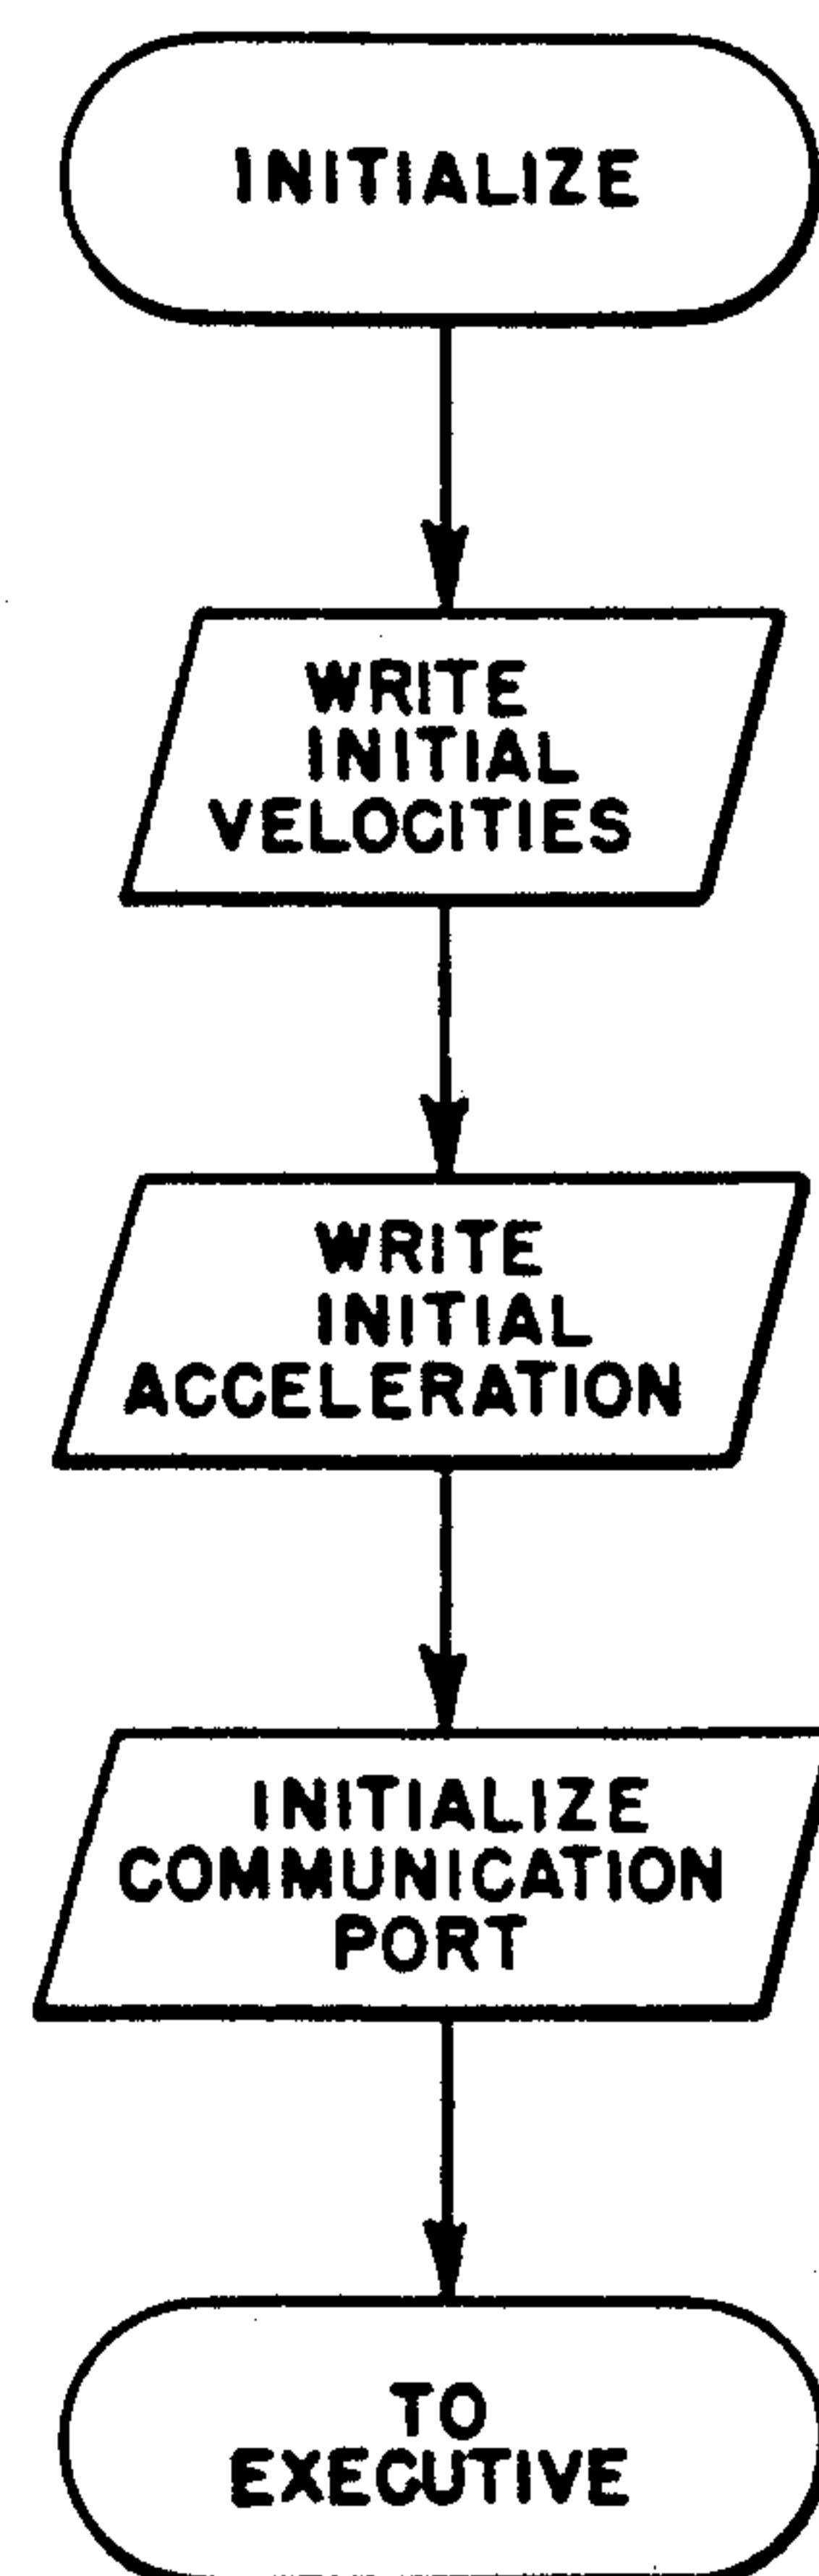 INITIALIZE
WRITE
INITIAL
VELOCITIES
WRITE
INITIAL
ACCELERATION
INITIALIZE
COMMUNICATION
PORT
TO
EXECUTIVE